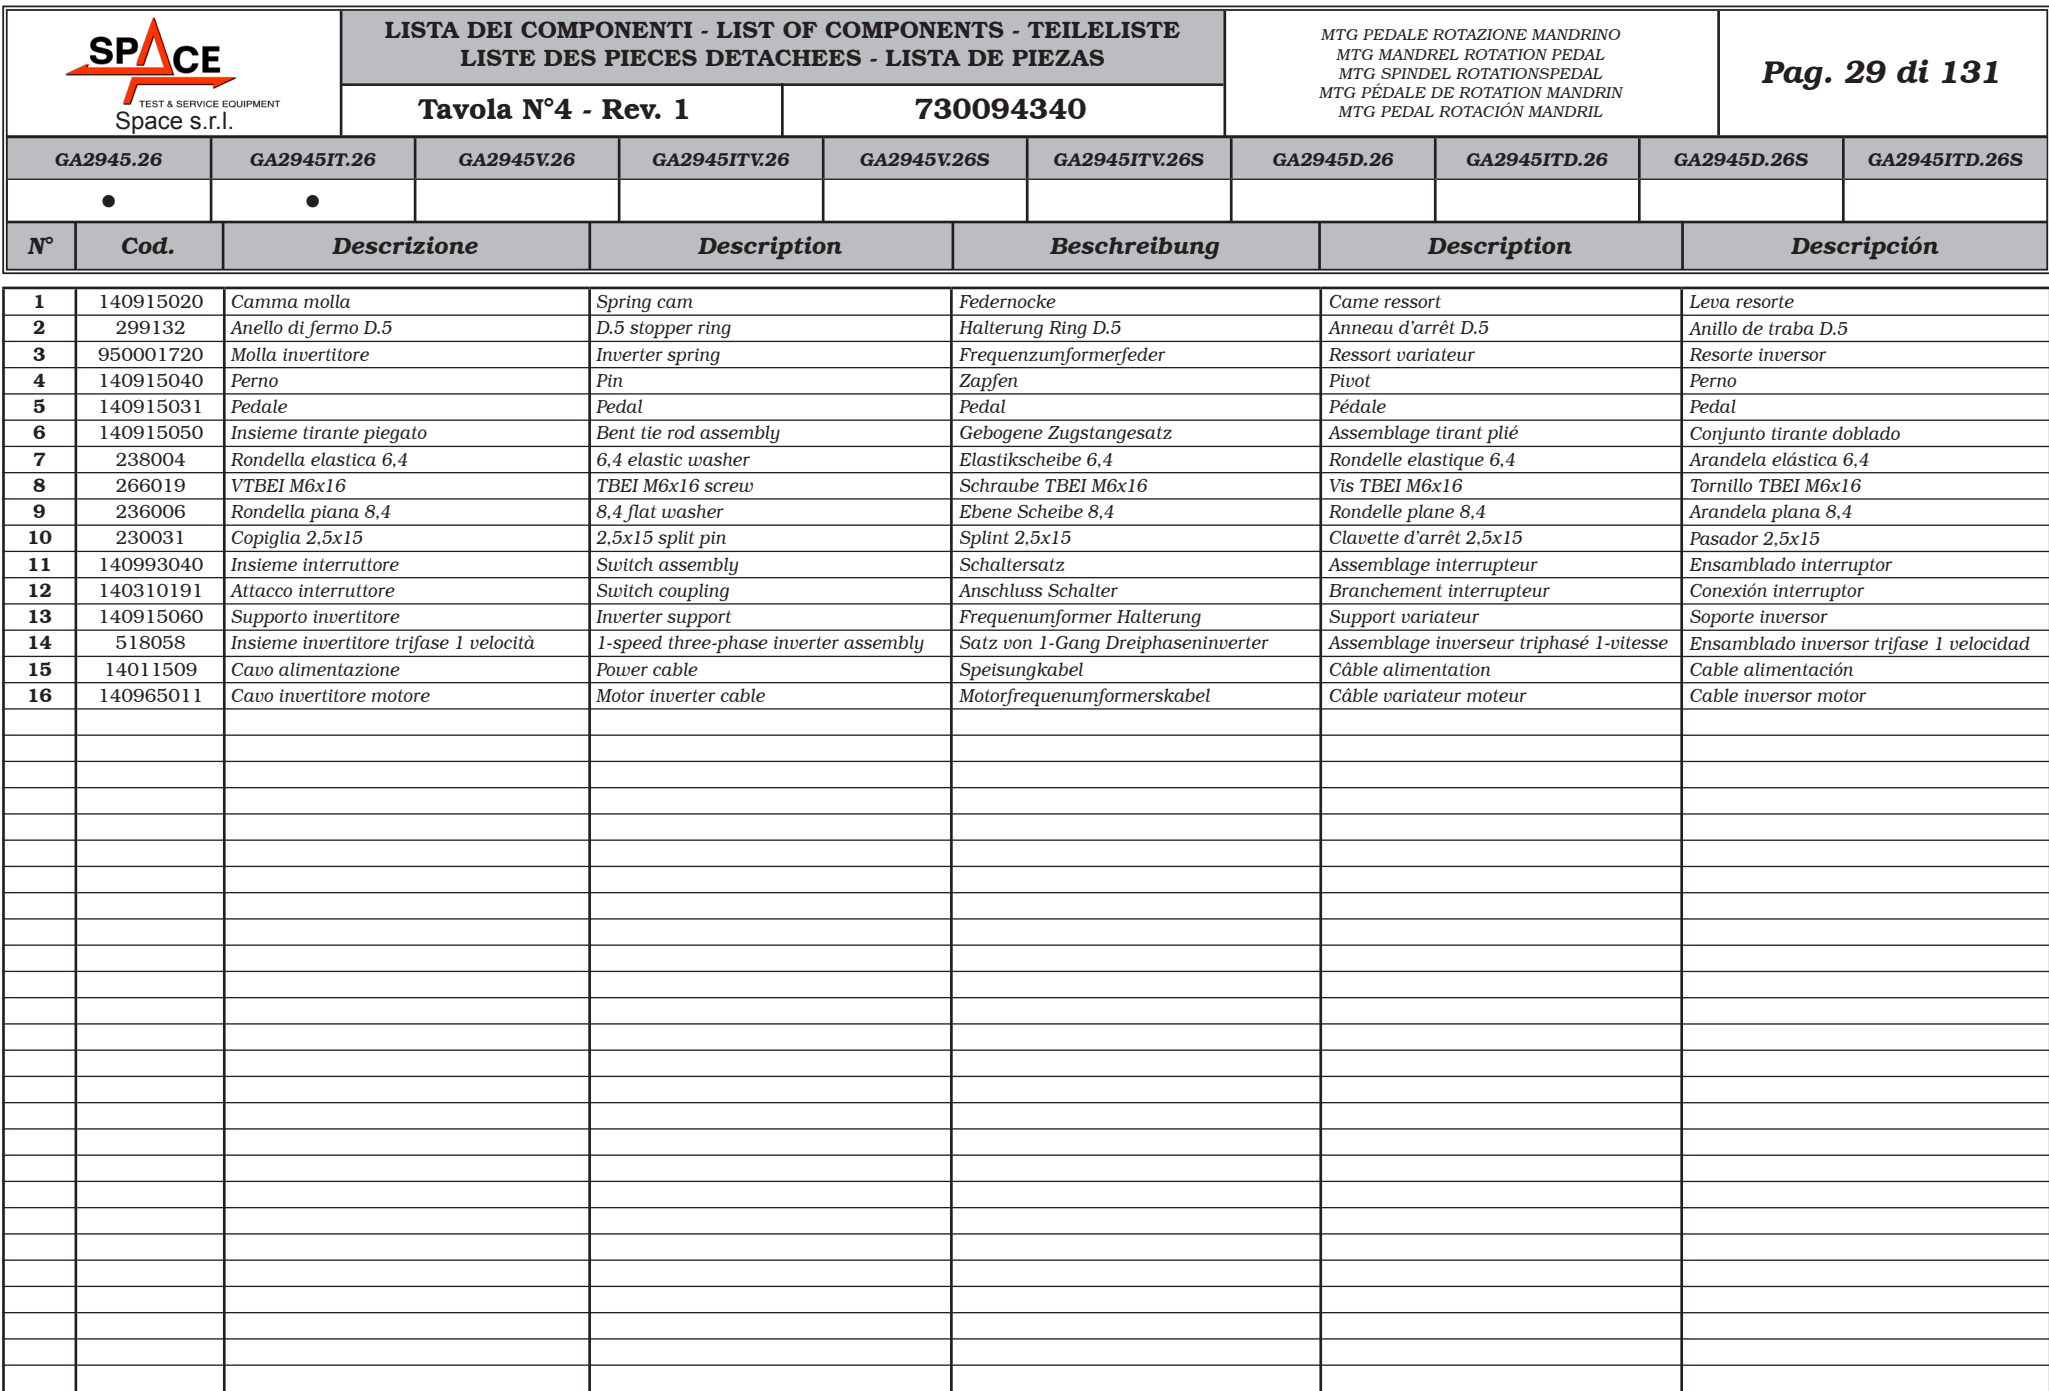 SPACE
TEST & SERVICE EQUIPMENT
Space s.r.l.
LISTA DEI COMPONENTI - LIST OF COMPONENTS - TEILELISTE
LISTE DES PIECES DETACHEES - LISTA DE PIEZAS
Tavola N°4 - Rev. 1 730094340
MTG PEDALE ROTAZIONE MANDRINO
MTG MANDREL ROTATION PEDAL
MTG SPINDEL ROTATIONSPEDAL
MTG PÉDALE DE ROTATION MANDRIN
MTG PEDAL ROTACIÓN MANDRIL
Pag. 29 di 131
GA2945.26 GA2945IT.26 GA2945V.26 GA2945ITV.26 GA2945V.26S GA2945ITV.26S GA2945D.26 GA2945ITD.26 GA2945D.26S GA2945ITD.26S
● ●
N° Cod. Descrizione Description Beschreibung Description Descripción
1 140915020 Camma molla Spring cam Federnocke Came ressort Leva resorte
2 299132 Anello di fermo D.5 D.5 stopper ring Halterung Ring D.5 Anneau d'arrêt D.5 Anillo de traba D.5
3 950001720 Molla invertitore Inverter spring Frequenzumformerfeder Ressort variateur Resorte inversor
4 140915040 Perno Pin Zapfen Pivot Perno
5 140915031 Pedale Pedal Pedal Pédale Pedal
6 140915050 Insieme tirante piegato Bent tie rod assembly Gebogene Zugstangesatz Assemblage tirant plié Conjunto tirante doblado
7 238004 Rondella elastica 6,4 6,4 elastic washer Elastikscheibe 6,4 Rondelle elastique 6,4 Arandela elástica 6,4
8 266019 VTBEI M6x16 TBEI M6x16 screw Schraube TBEI M6x16 Vis TBEI M6x16 Tornillo TBEI M6x16
9 236006 Rondella piana 8,4 8,4 flat washer Ebene Scheibe 8,4 Rondelle plane 8,4 Arandela plana 8,4
10 230031 Copiglia 2,5x15 2,5x15 split pin Splint 2,5x15 Clavette d'arrêt 2,5x15 Pasador 2,5x15
11 140993040 Insieme interruttore Switch assembly Schaltersatz Assemblage interrupteur Ensamblado interruptor
12 140310191 Attacco interruttore Switch coupling Anschluss Schalter Branchement interrupteur Conexión interruptor
13 140915060 Supporto invertitore Inverter support Frequenumformer Halterung Support variateur Soporte inversor
14 518058 Insieme invertitore trifase 1 velocità 1-speed three-phase inverter assembly Satz von 1-Gang Dreiphaseninverter Assemblage inverseur triphasé 1-vitesse Ensamblado inversor trifase 1 velocidad
15 14011509 Cavo alimentazione Power cable Speisungkabel Câble alimentation Cable alimentación
16 140965011 Cavo invertitore motore Motor inverter cable Motorfrequenumformerskabel Câble variateur moteur Cable inversor motor